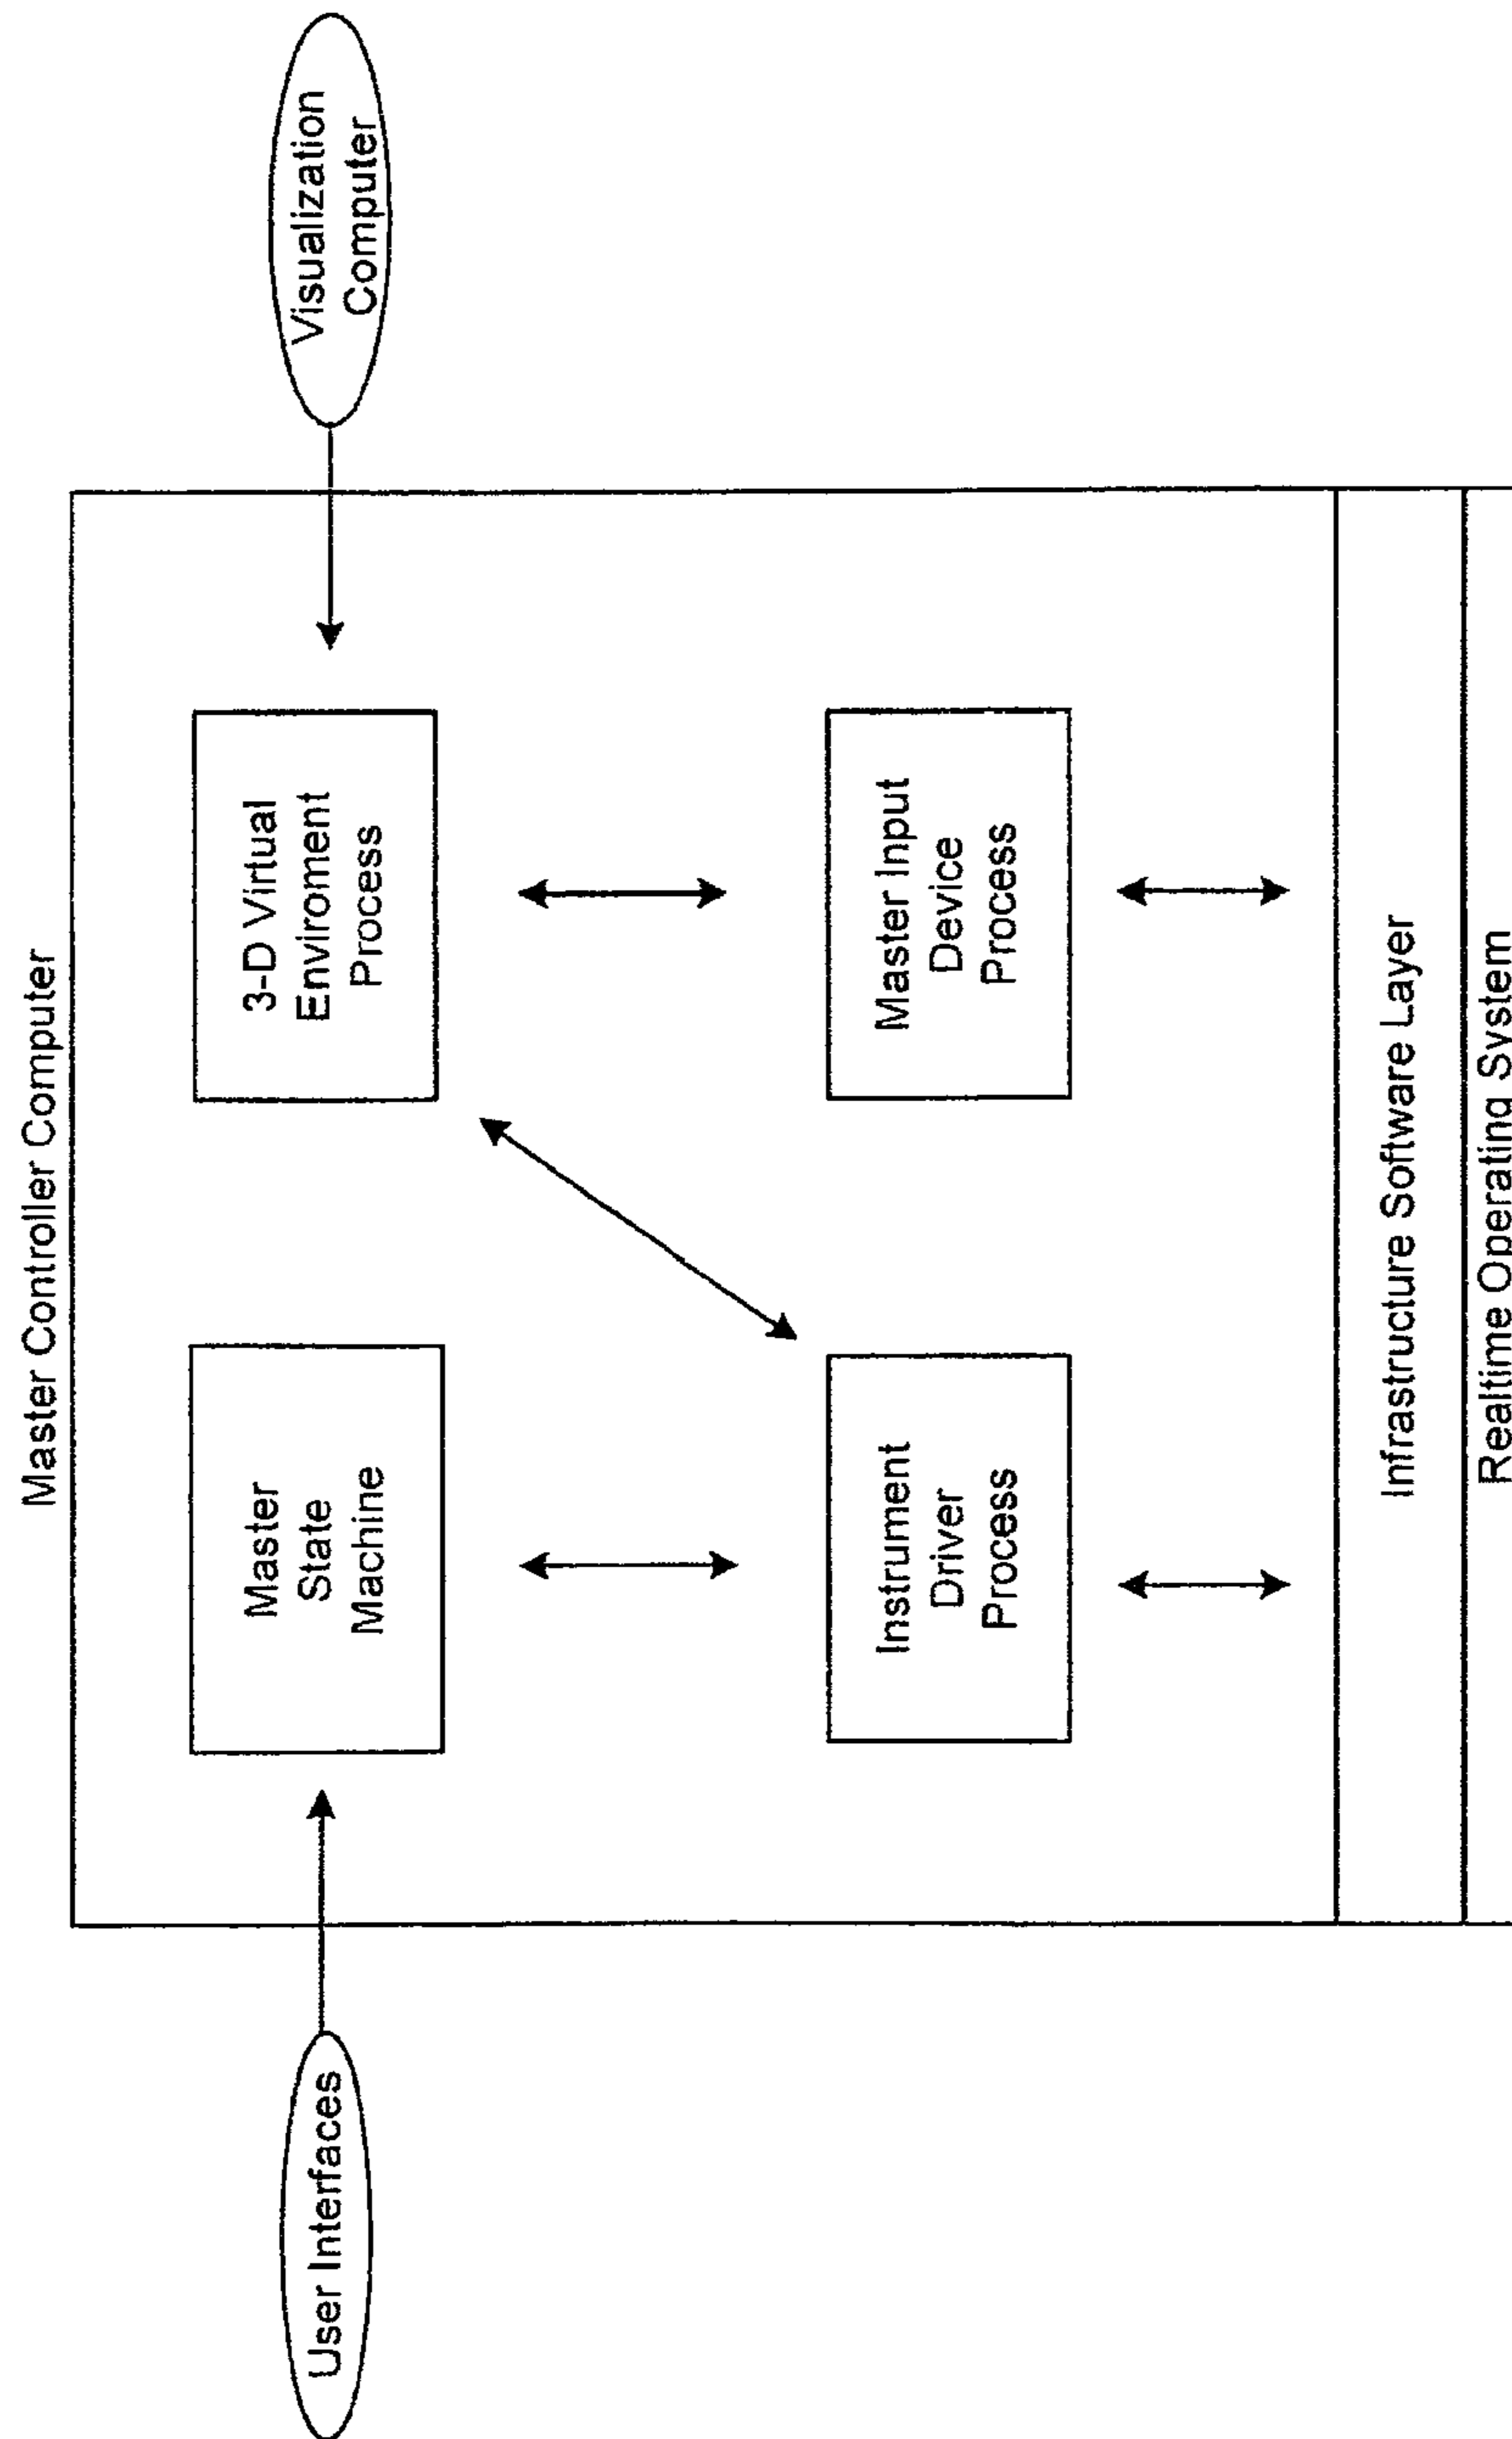 Master Controller Computer
User Interfaces
Master
State
Machine
3-D Virtual
Enviroment
Process
Visualization
Computer
Instrument
Driver
Process
Master Input
Device
Process
Infrastructure Software Layer
Realtime Operating System